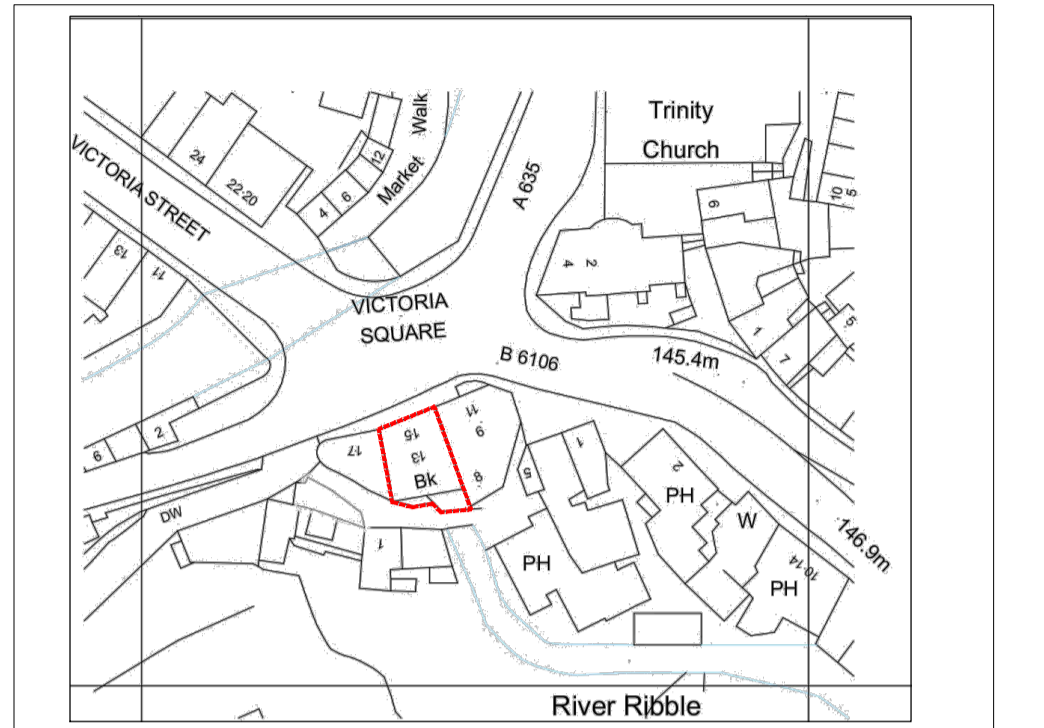 Trinity
Church
Market Walk
A 635
VICTORIA STREET
24
22-20
12
6
4
13
11
6
10
5
4 2
VICTORIA
SQUARE
B 6106
145.4m
1
7
5
2
6
17
15
13
Bk
11
9
8
1
5
2
PH
W
DW
1
PH
146.9m
10-14
PH
River Ribble